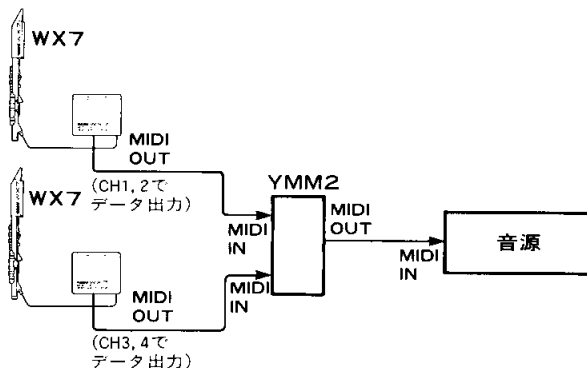 WX7
MIDI
OUT
(CH1, 2で
データ出力)
WX7
MIDI
OUT
(CH3, 4で
データ出力)
YMM2
MIDI
IN
MIDI
IN
MIDI
OUT
MIDI
IN
音源